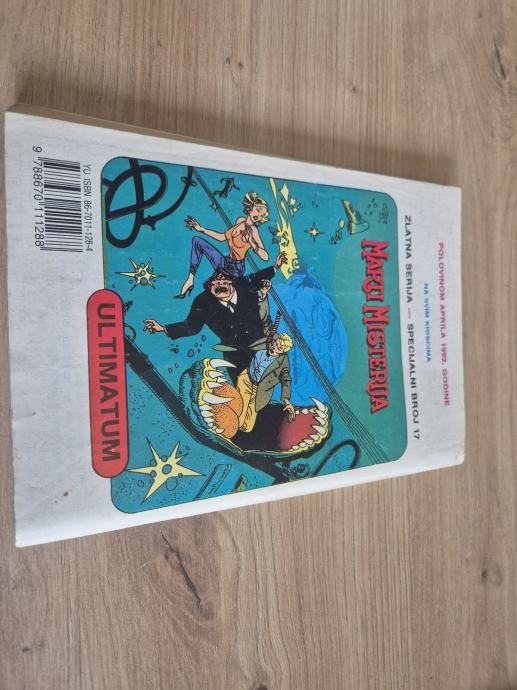 POLOVINOM APRILA 1992. GODINE
NA SVIM KIOSCIMA
ZLATNA SERIJA — SPECIJALNI BROJ 17
MARTI MISTERIJA
ULTIMATUM
YU ISBN 86-7011-128-4
9 788670 111288